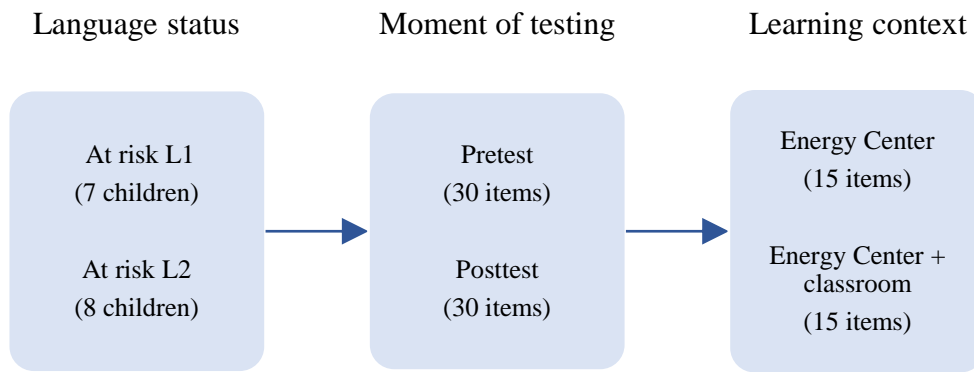 Language status
Moment of testing
Learning context
At risk L1
(7 children)
At risk L2
(8 children)
Pretest
(30 items)
Posttest
(30 items)
Energy Center
(15 items)
Energy Center +
classroom
(15 items)